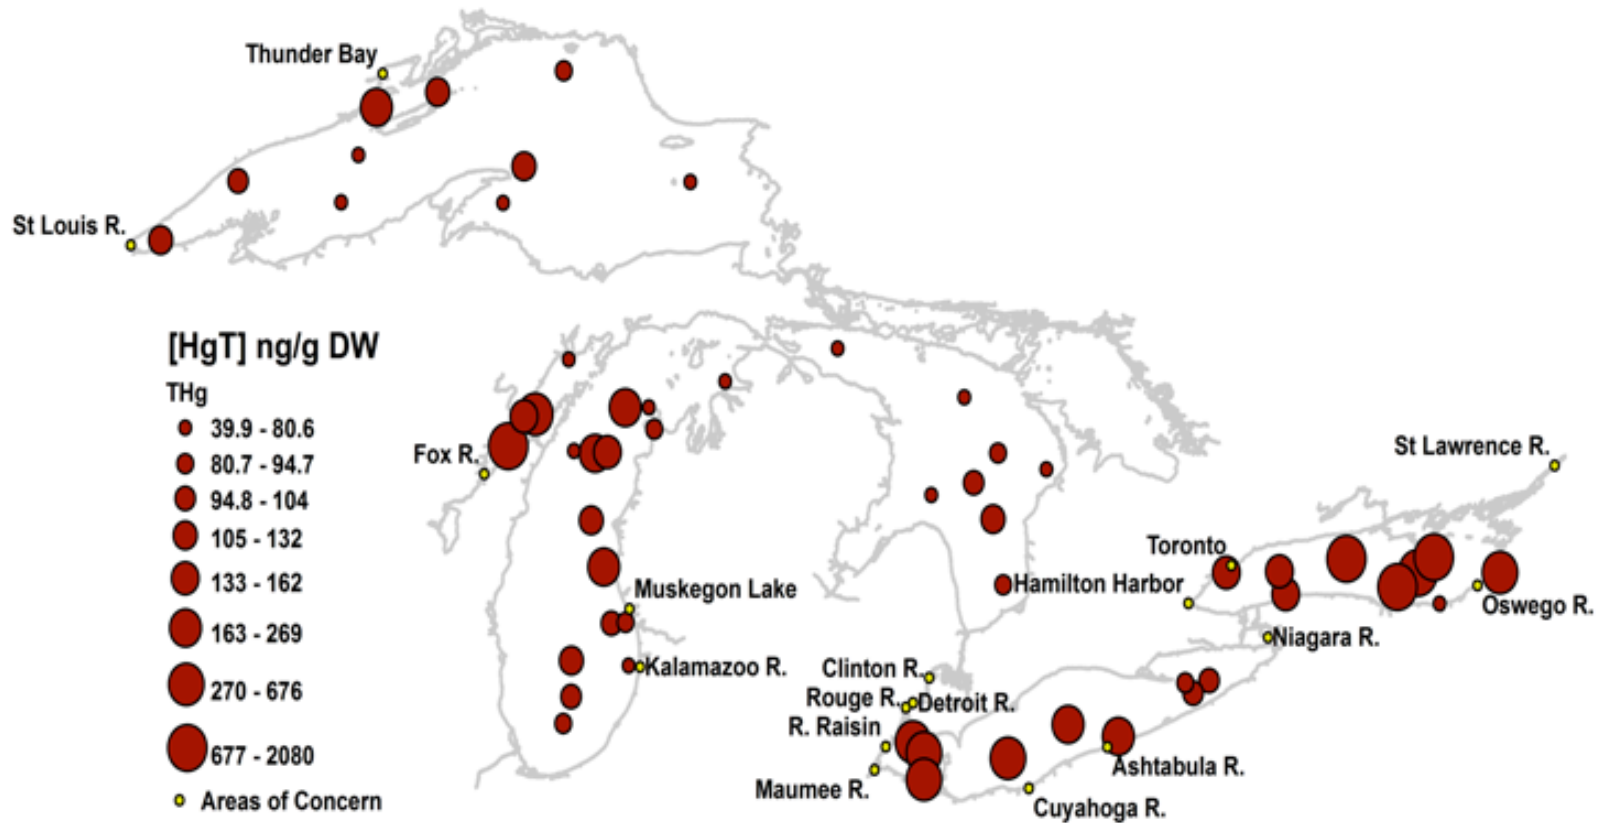 Thunder Bay
St Louis R.
[HgT] ng/g DW
THg
39.9 - 80.6
80.7 - 94.7
94.8 - 104
105 - 132
133 - 162
163 - 269
270 - 676
677 - 2080
Areas of Concern
Fox R.
Muskegon Lake
Kalamazoo R.
St Lawrence R.
Toronto
Hamilton Harbor
Oswego R.
Niagara R.
Clinton R.
Rouge R.
Detroit R.
R. Raisin
Maumee R.
Ashtabula R.
Cuyahoga R.